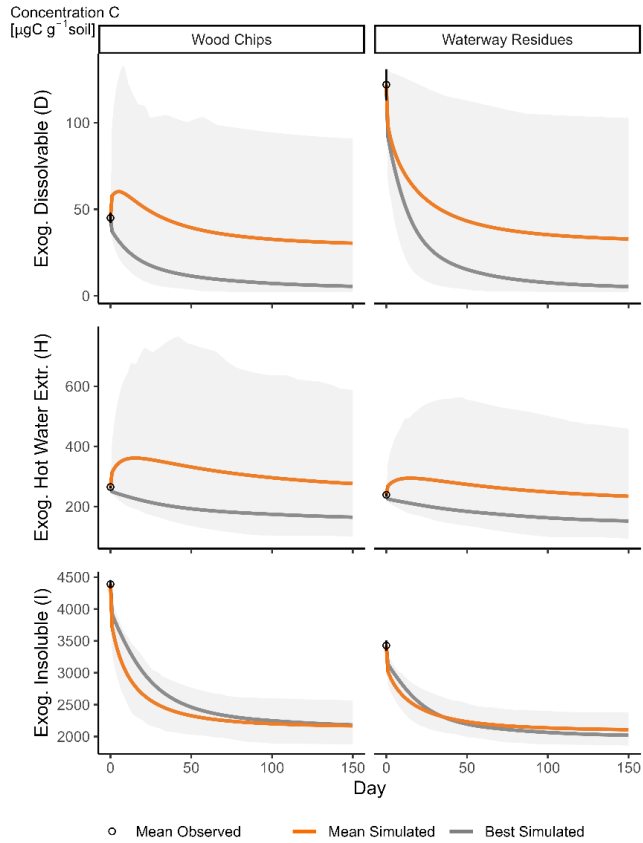 Concentration C
[µgC g⁻¹soil]
Wood Chips
Waterway Residues
Exog. Dissolvable (D)
100
50
0
Exog. Hot Water Extr. (H)
600
400
200
Exog. Insoluble (I)
4500
4000
3500
3000
2500
2000
0 50 100 150 0 50 100 150
Day
Mean Observed Mean Simulated Best Simulated